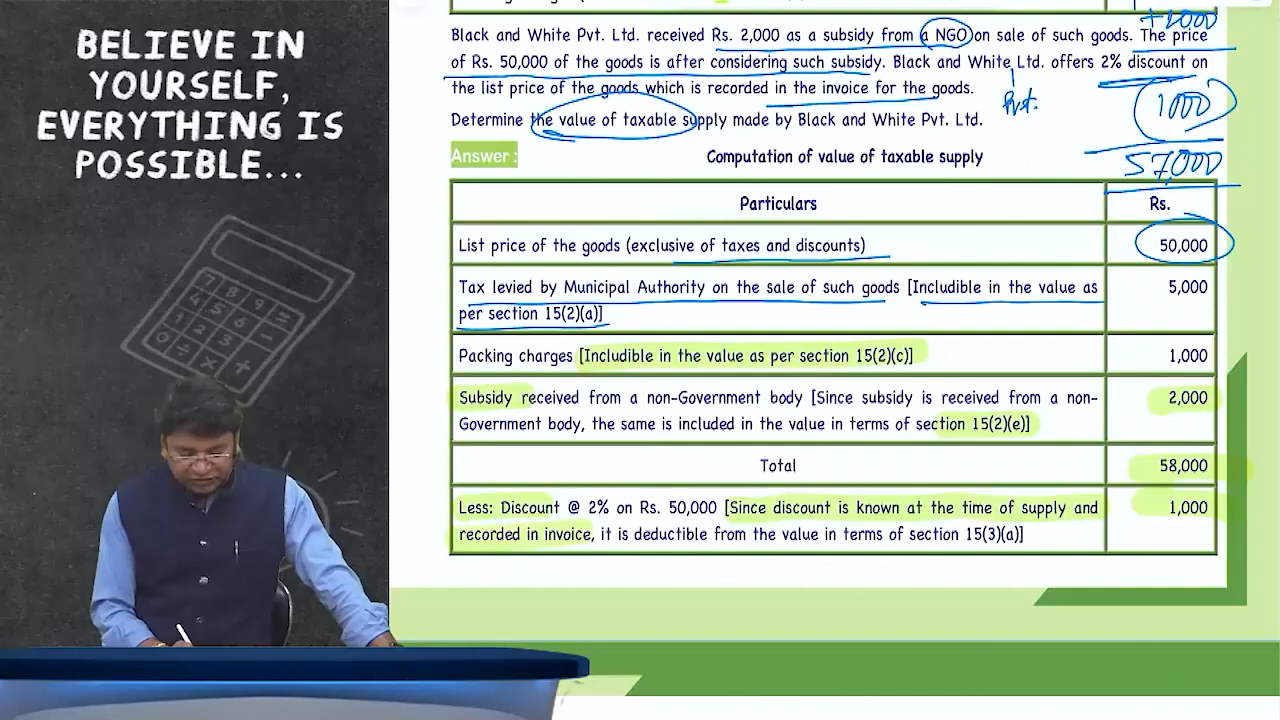 BELIEVE IN
YOURSELF,
EVERYTHING IS
POSSIBLE...
+2000
Black and White Pvt. Ltd. received Rs. 2,000 as a subsidy from a NGO on sale of such goods. The price
of Rs. 50,000 of the goods is after considering such subsidy. Black and White Ltd. offers 2% discount on
the list price of the goods which is recorded in the invoice for the goods.
Pvt.
1000
Determine the value of taxable supply made by Black and White Pvt. Ltd.
57,000
Answer :
Computation of value of taxable supply
Particulars Rs.
List price of the goods (exclusive of taxes and discounts) 50,000
Tax levied by Municipal Authority on the sale of such goods [Includible in the value as 5,000
per section 15(2)(a)]
Packing charges [Includible in the value as per section 15(2)(c)] 1,000
Subsidy received from a non-Government body [Since subsidy is received from a non- 2,000
Government body, the same is included in the value in terms of section 15(2)(e)]
Total 58,000
Less: Discount @ 2% on Rs. 50,000 [Since discount is known at the time of supply and 1,000
recorded in invoice, it is deductible from the value in terms of section 15(3)(a)]